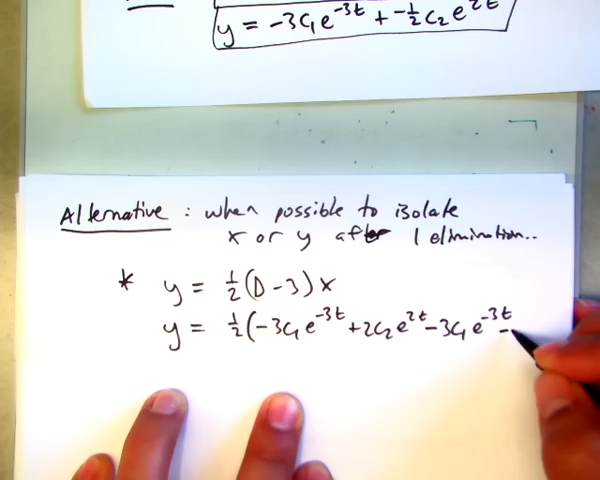 y = -3c₁e^{-3t} + -½c₂e^{2t}
Alternative : when possible to isolate
x or y after 1 elimination..
* y = ½(D-3)x
y = ½(-3c₁e^{-3t} +2c₂e^{2t} -3c₁e^{-3t} -